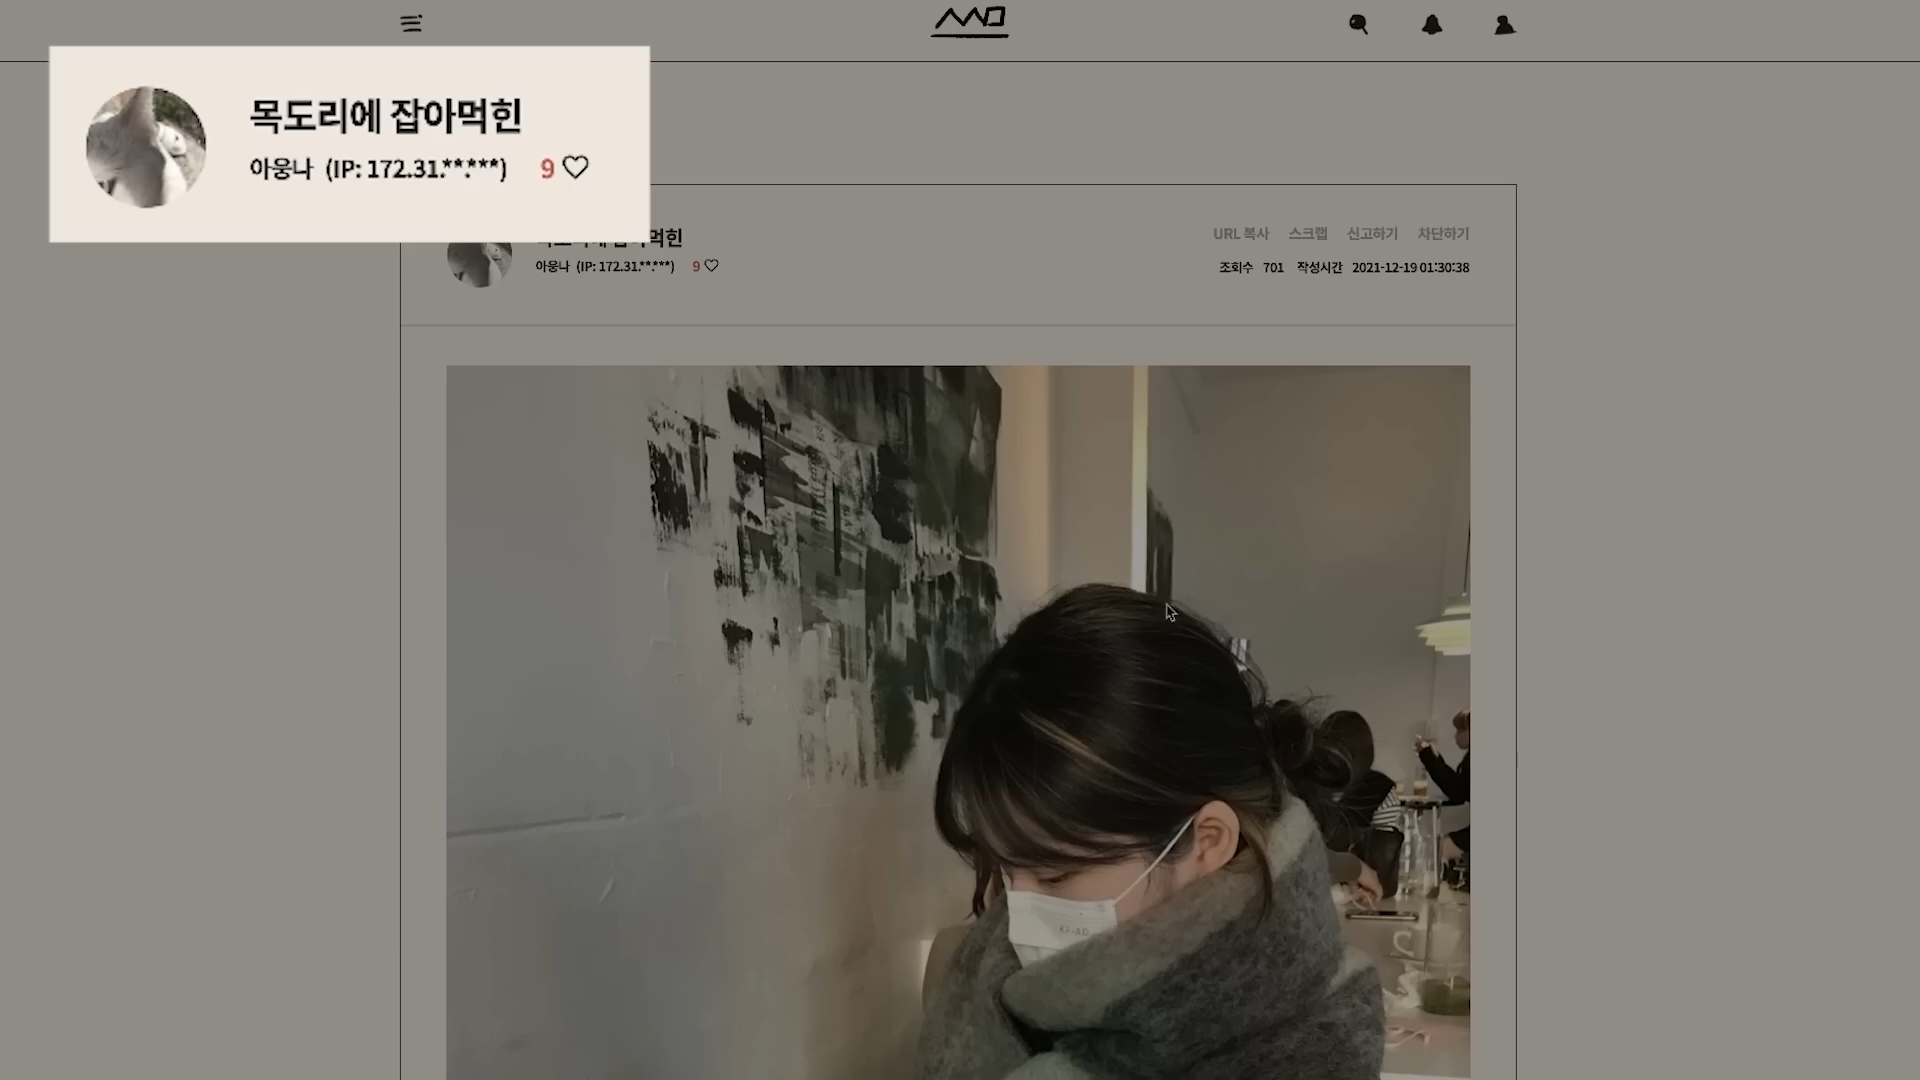 목도리에 잡아먹힌
아웅나 (IP: 172.31.**.***) 9
URL 복사 스크랩 신고하기 차단하기
아웅나 (IP: 172.31.**.***) 9
조회수 701 작성시간 2021-12-19 01:30:38
KF-AD